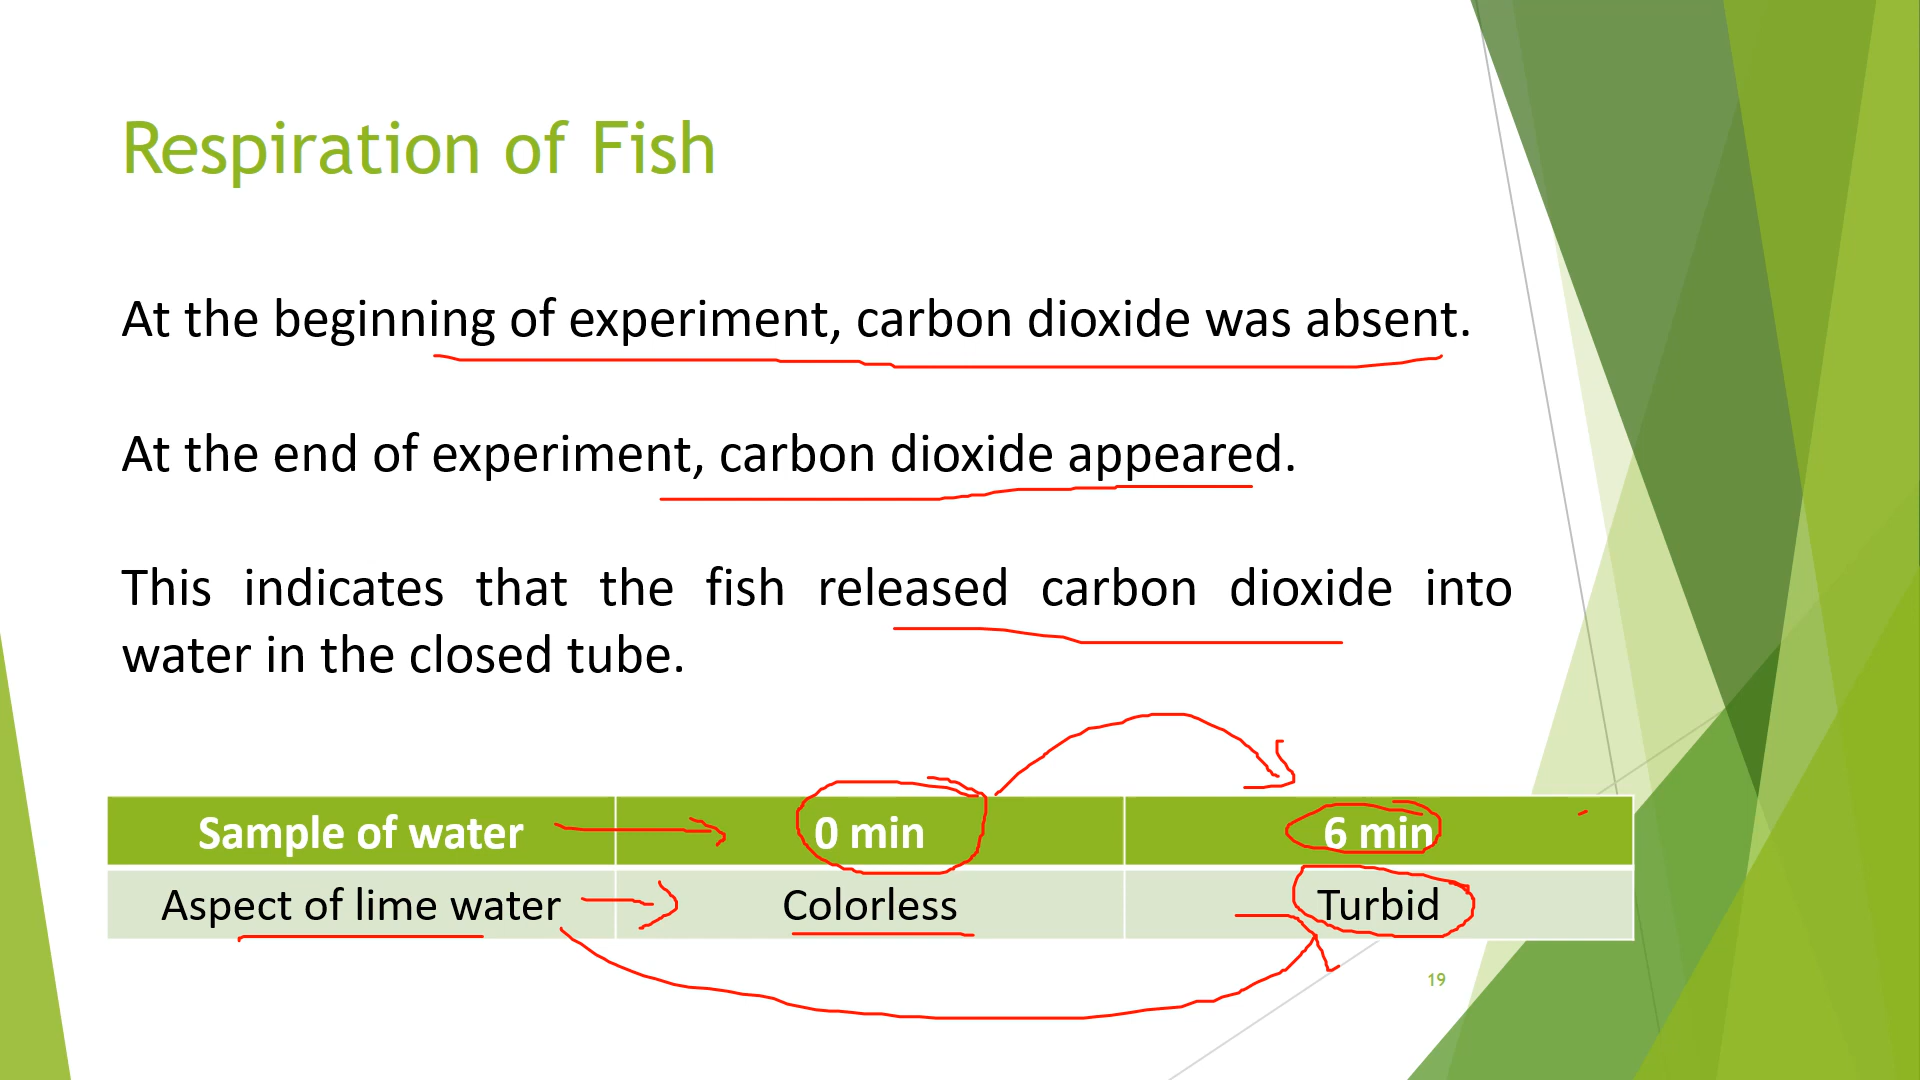 Respiration of Fish
At the beginning of experiment, carbon dioxide was absent.
At the end of experiment, carbon dioxide appeared.
This indicates that the fish released carbon dioxide into
water in the closed tube.
Sample of water 0 min 6 min
Aspect of lime water Colorless Turbid
19